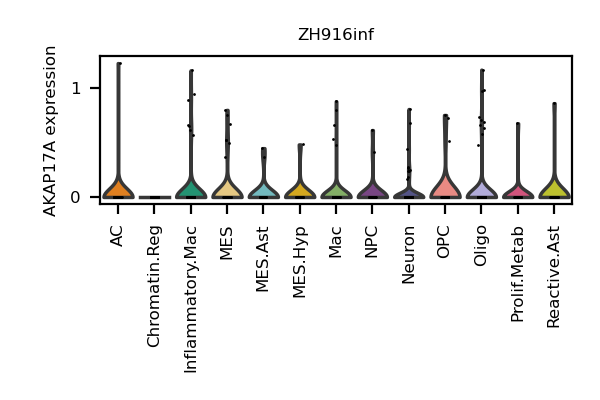 ZH916inf
AKAP17A expression
1
0
AC
Chromatin.Reg
Inflammatory.Mac
MES
MES.Ast
MES.Hyp
Mac
NPC
Neuron
OPC
Oligo
Prolif.Metab
Reactive.Ast